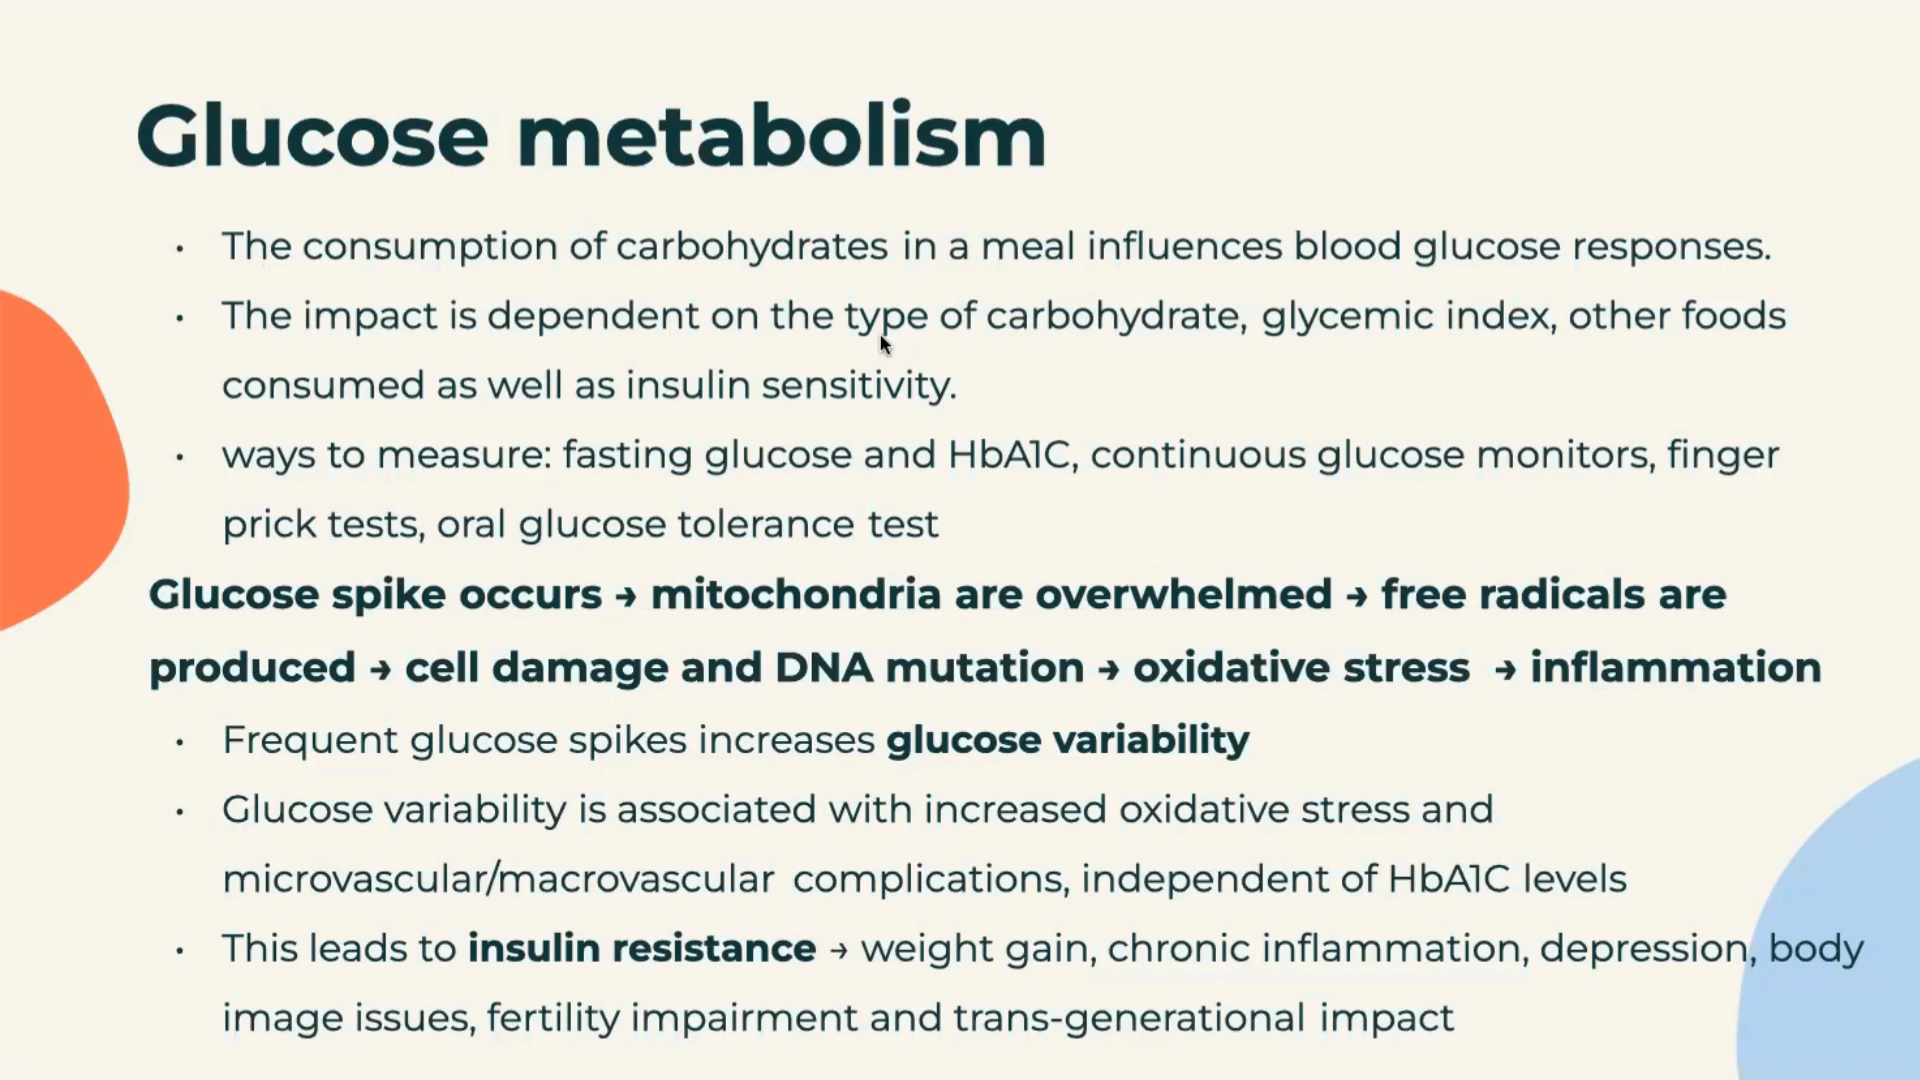 Glucose metabolism
• The consumption of carbohydrates in a meal influences blood glucose responses.
• The impact is dependent on the type of carbohydrate, glycemic index, other foods
consumed as well as insulin sensitivity.
• ways to measure: fasting glucose and HbA1C, continuous glucose monitors, finger
prick tests, oral glucose tolerance test
Glucose spike occurs → mitochondria are overwhelmed → free radicals are
produced → cell damage and DNA mutation → oxidative stress → inflammation
• Frequent glucose spikes increases glucose variability
• Glucose variability is associated with increased oxidative stress and
microvascular/macrovascular complications, independent of HbA1C levels
• This leads to insulin resistance → weight gain, chronic inflammation, depression, body
image issues, fertility impairment and trans-generational impact